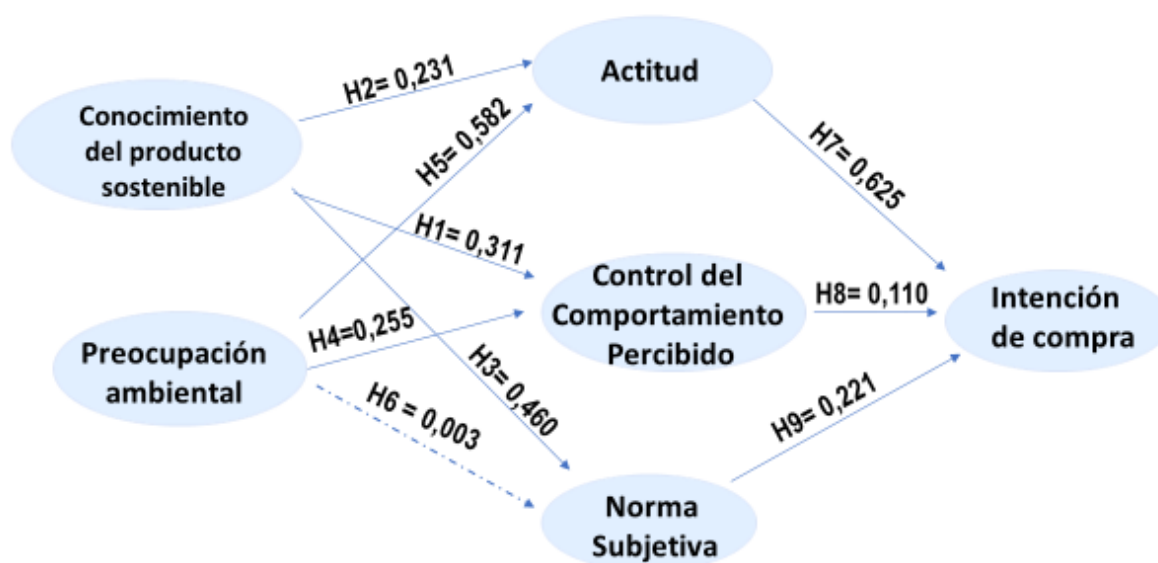 Conocimiento
del producto
sostenible
Preocupación
ambiental
H2= 0,231
H5= 0,582
H1= 0,311
H4=0,255
H3= 0,460
H6 = 0,003
Actitud
Control del
Comportamiento
Percibido
Norma
Subjetiva
H7= 0,625
H8= 0,110
H9= 0,221
Intención
de compra